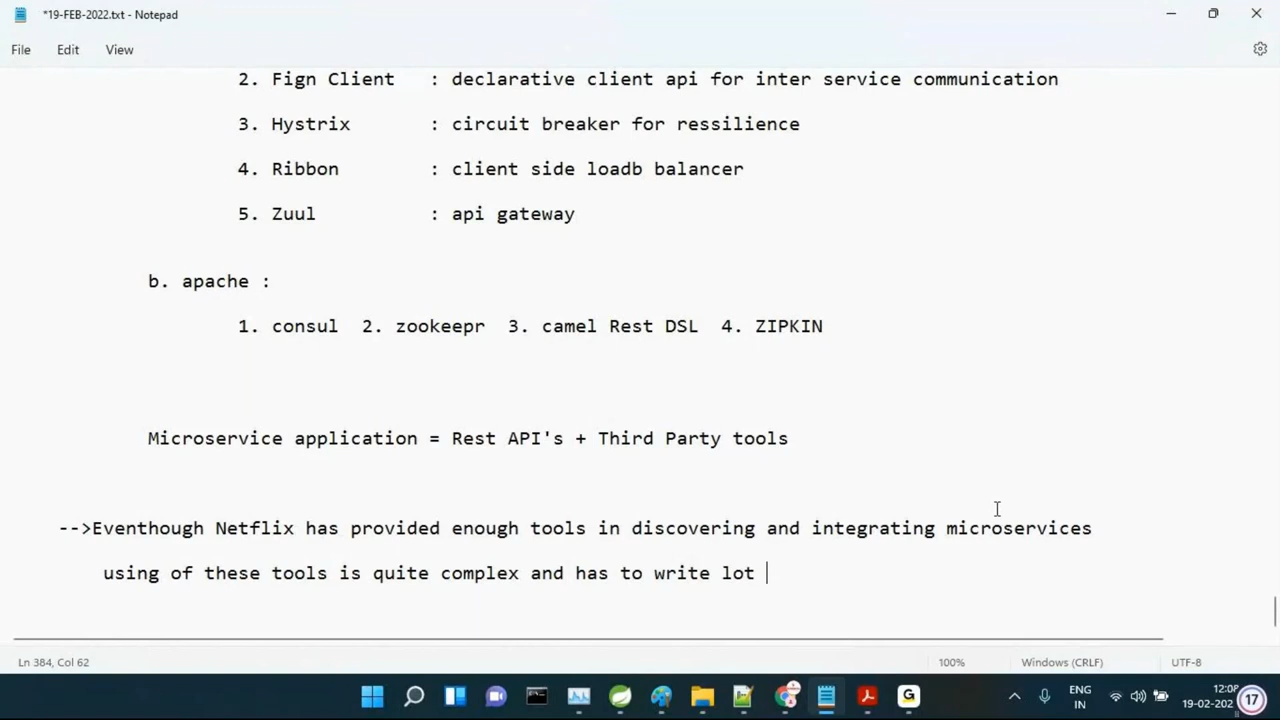 *19-FEB-2022.txt - Notepad
File Edit View
2. Fign Client : declarative client api for inter service communication
3. Hystrix : circuit breaker for ressilience
4. Ribbon : client side loadb balancer
5. Zuul : api gateway
b. apache :
1. consul 2. zookeepr 3. camel Rest DSL 4. ZIPKIN
Microservice application = Rest API's + Third Party tools
-->Eventhough Netflix has provided enough tools in discovering and integrating microservices
using of these tools is quite complex and has to write lot
Ln 384, Col 62 100% Windows (CRLF) UTF-8
ENG 12:08
IN 19-02-202 17